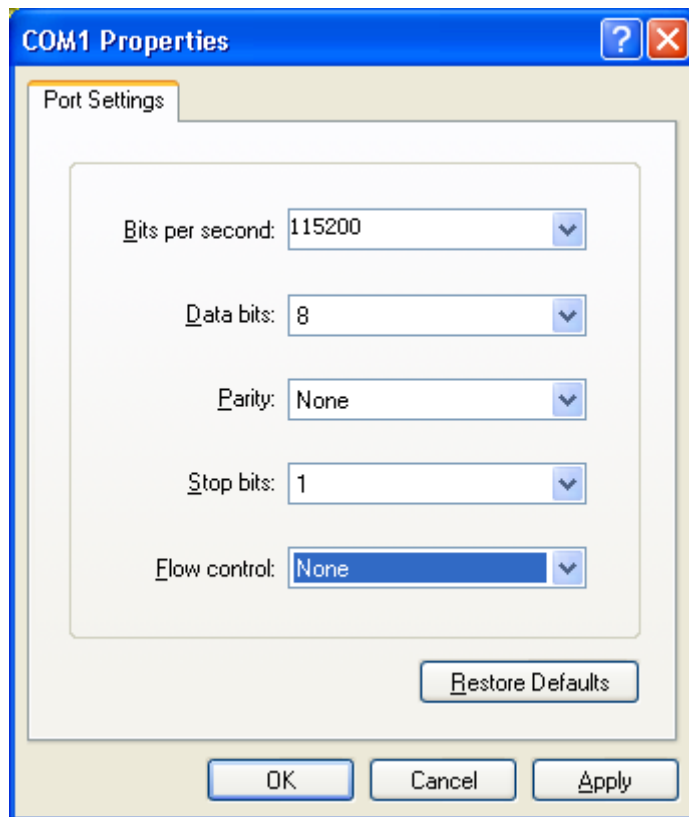 COM1 Properties
Port Settings
Bits per second: 115200
Data bits: 8
Parity: None
Stop bits: 1
Flow control: None
Restore Defaults
OK Cancel Apply